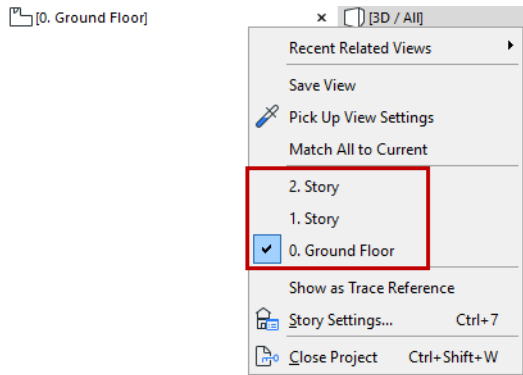 [0. Ground Floor] × [3D / All]
Recent Related Views
Save View
Pick Up View Settings
Match All to Current
2. Story
1. Story
0. Ground Floor
Show as Trace Reference
Story Settings... Ctrl+7
Close Project Ctrl+Shift+W